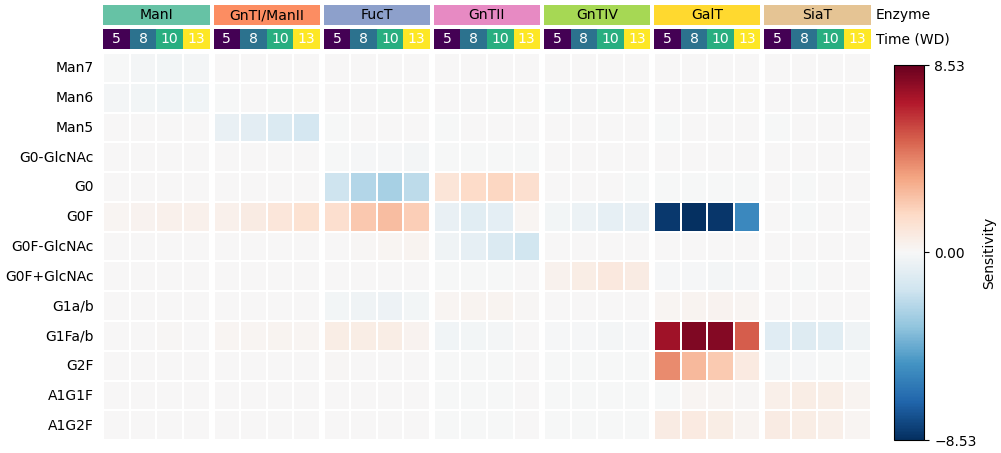 ManI GnTI/ManII FucT GnTII GnTIV GalT SiaT Enzyme
5 8 10 13 5 8 10 13 5 8 10 13 5 8 10 13 5 8 10 13 5 8 10 13 5 8 10 13 Time (WD)
Man7
Man6
Man5
G0-GlcNAc
G0
G0F
G0F-GlcNAc
G0F+GlcNAc
G1a/b
G1Fa/b
G2F
A1G1F
A1G2F
8.53
0.00
−8.53
Sensitivity